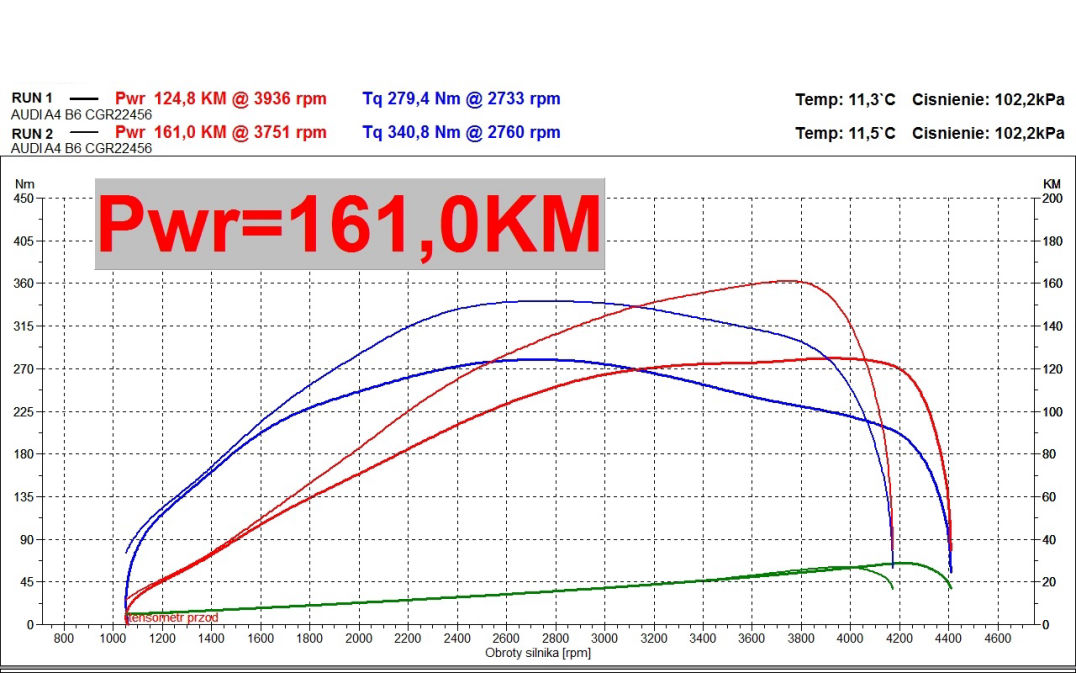 RUN 1 Pwr 124,8 KM @ 3936 rpm Tq 279,4 Nm @ 2733 rpm Temp: 11,3`C Cisnienie: 102,2kPa
AUDI A4 B6 CGR22456
RUN 2 Pwr 161,0 KM @ 3751 rpm Tq 340,8 Nm @ 2760 rpm Temp: 11,5`C Cisnienie: 102,2kPa
AUDI A4 B6 CGR22456
Nm KM
Pwr=161,0KM
450 200
405 180
360 160
315 140
270 120
225 100
180 80
135 60
90 40
45 20
tensometr przod
0 0
800 1000 1200 1400 1600 1800 2000 2200 2400 2600 2800 3000 3200 3400 3600 3800 4000 4200 4400 4600
Obroty silnika [rpm]